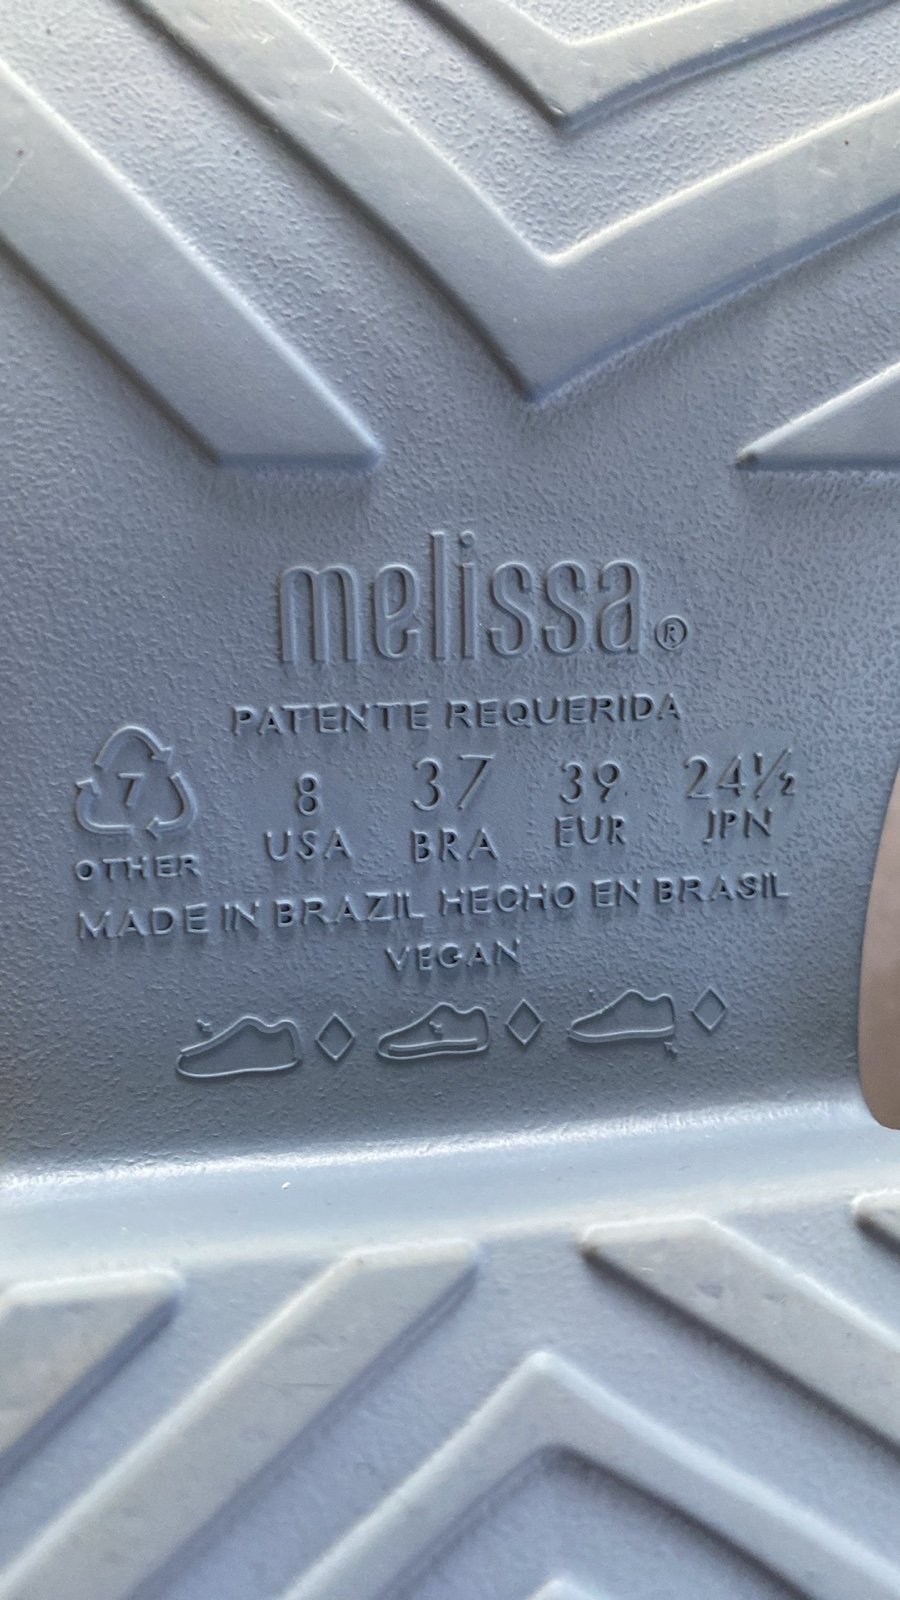 melissa®
PATENTE REQUERIDA
7 8 37 39 24½
OTHER USA BRA EUR JPN
MADE IN BRAZIL HECHO EN BRASIL
VEGAN